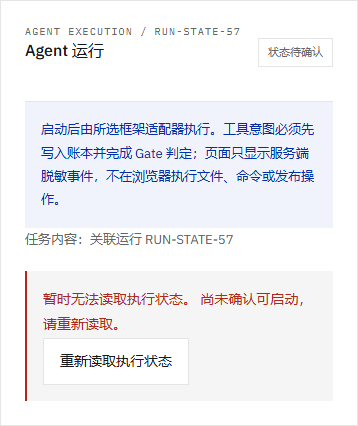 AGENT EXECUTION / RUN-STATE-57
Agent 运行
状态待确认
启动后由所选框架适配器执行。工具意图必须先
写入账本并完成 Gate 判定；页面只显示服务端
脱敏事件，不在浏览器执行文件、命令或发布操
作。
任务内容：关联运行 RUN-STATE-57
暂时无法读取执行状态。 尚未确认可启动，
请重新读取。
重新读取执行状态